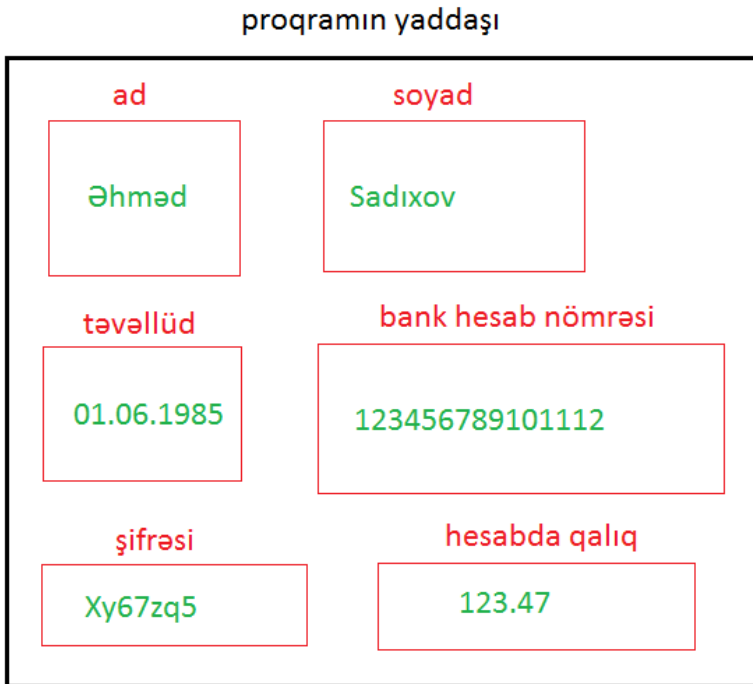 proqramın yaddaşı
ad
soyad
Əhməd
Sadıxov
təvəllüd
bank hesab nömrəsi
01.06.1985
123456789101112
şifrəsi
hesabda qalıq
Xy67zq5
123.47